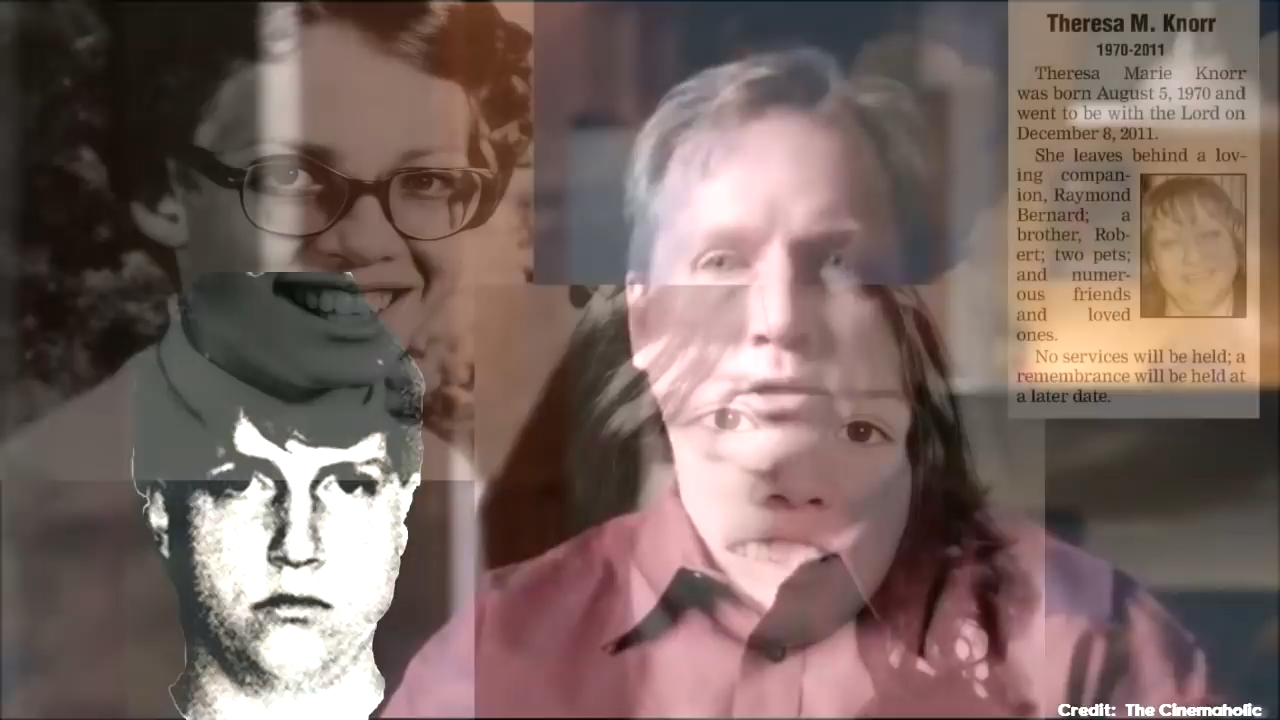 Theresa M. Knorr
1970-2011
Theresa Marie Knorr
was born August 5, 1970 and
went to be with the Lord on
December 8, 2011.
She leaves behind a lov-
ing compan-
ion, Raymond
Bernard; a
brother, Rob-
ert; two pets;
and numer-
ous friends
and loved
ones.
No services will be held; a
remembrance will be held at
a later date.
Credit: The Cinemaholic